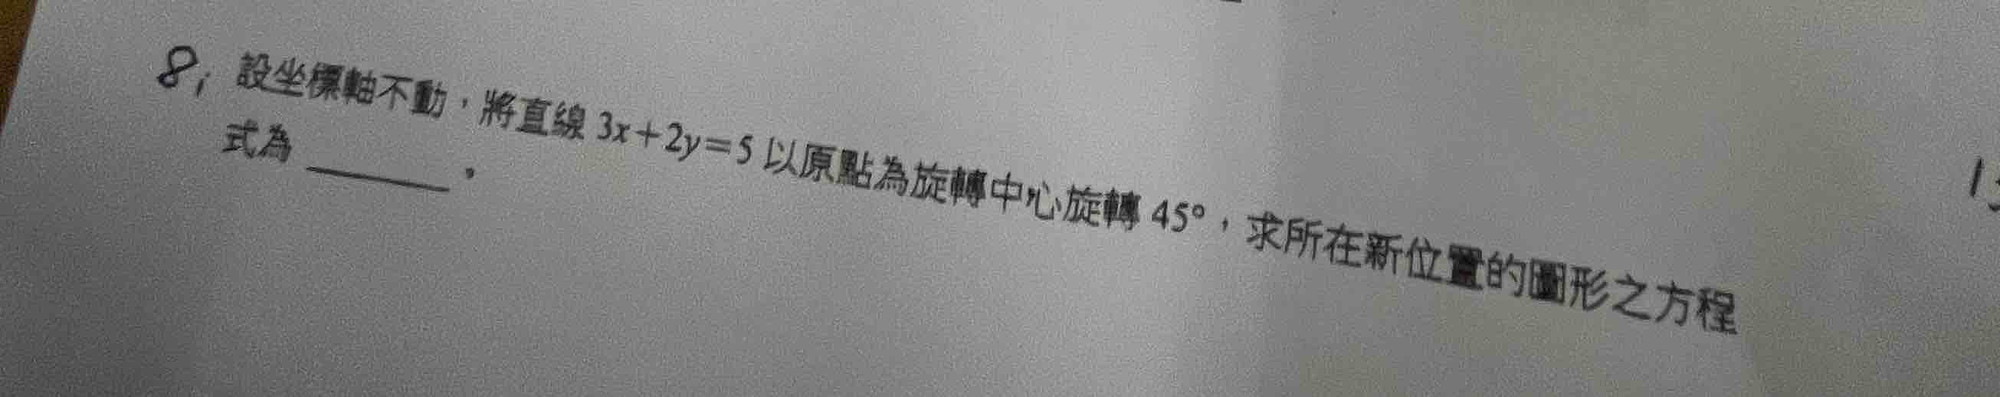 8, 設坐標軸不動，將直線 3x+2y=5 以原點為旋轉中心旋轉 45°，求所在新位置的圖形之方程
式為 ______。